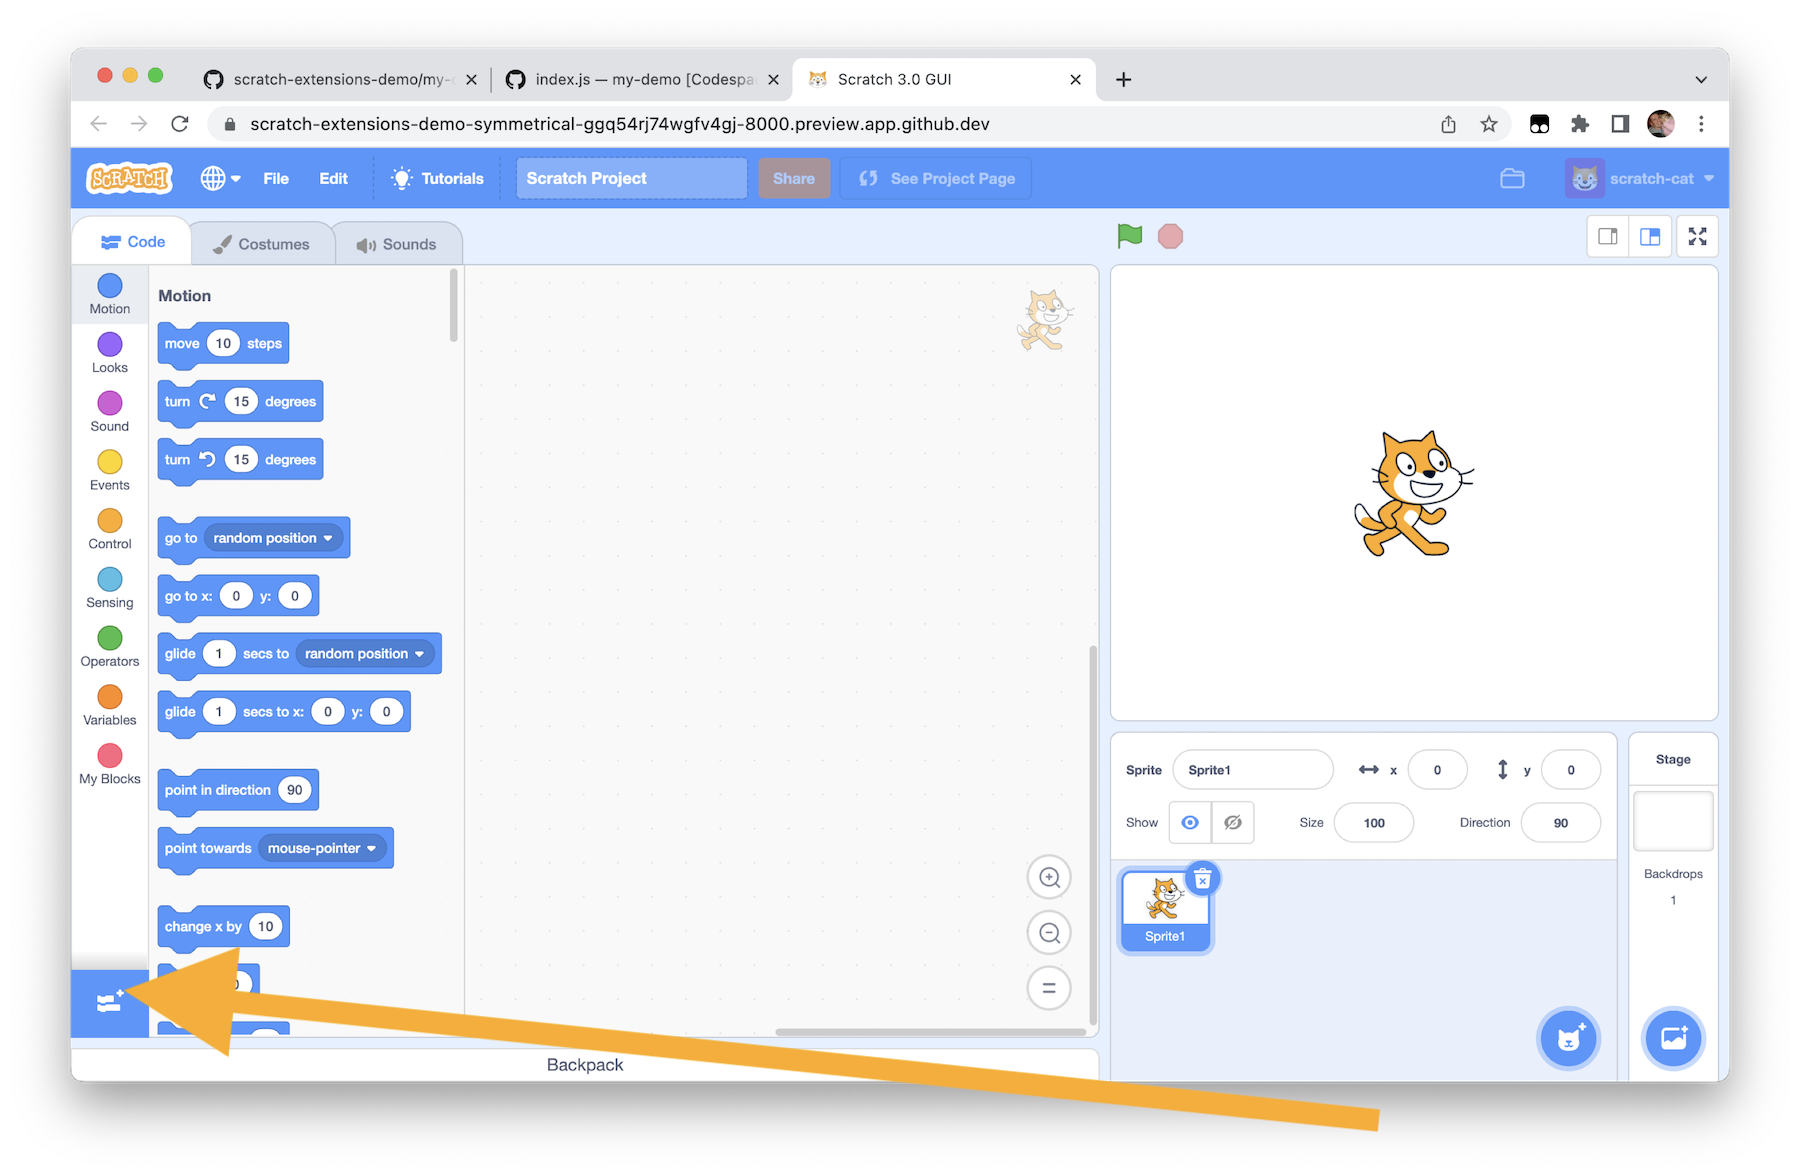 scratch-extensions-demo/my-
index.js — my-demo [Codespa
Scratch 3.0 GUI
scratch-extensions-demo-symmetrical-ggq54rj74wgfv4gj-8000.preview.app.github.dev
SCRATCH
File
Edit
Tutorials
Scratch Project
Share
See Project Page
scratch-cat
Code
Costumes
Sounds
Motion
Looks
Sound
Events
Control
Sensing
Operators
Variables
My Blocks
Motion
move 10 steps
turn 15 degrees
turn 15 degrees
go to random position
go to x: 0 y: 0
glide 1 secs to random position
glide 1 secs to x: 0 y: 0
point in direction 90
point towards mouse-pointer
change x by 10
Backpack
Sprite Sprite1 x 0 y 0
Show Size 100 Direction 90
Sprite1
Stage
Backdrops
1